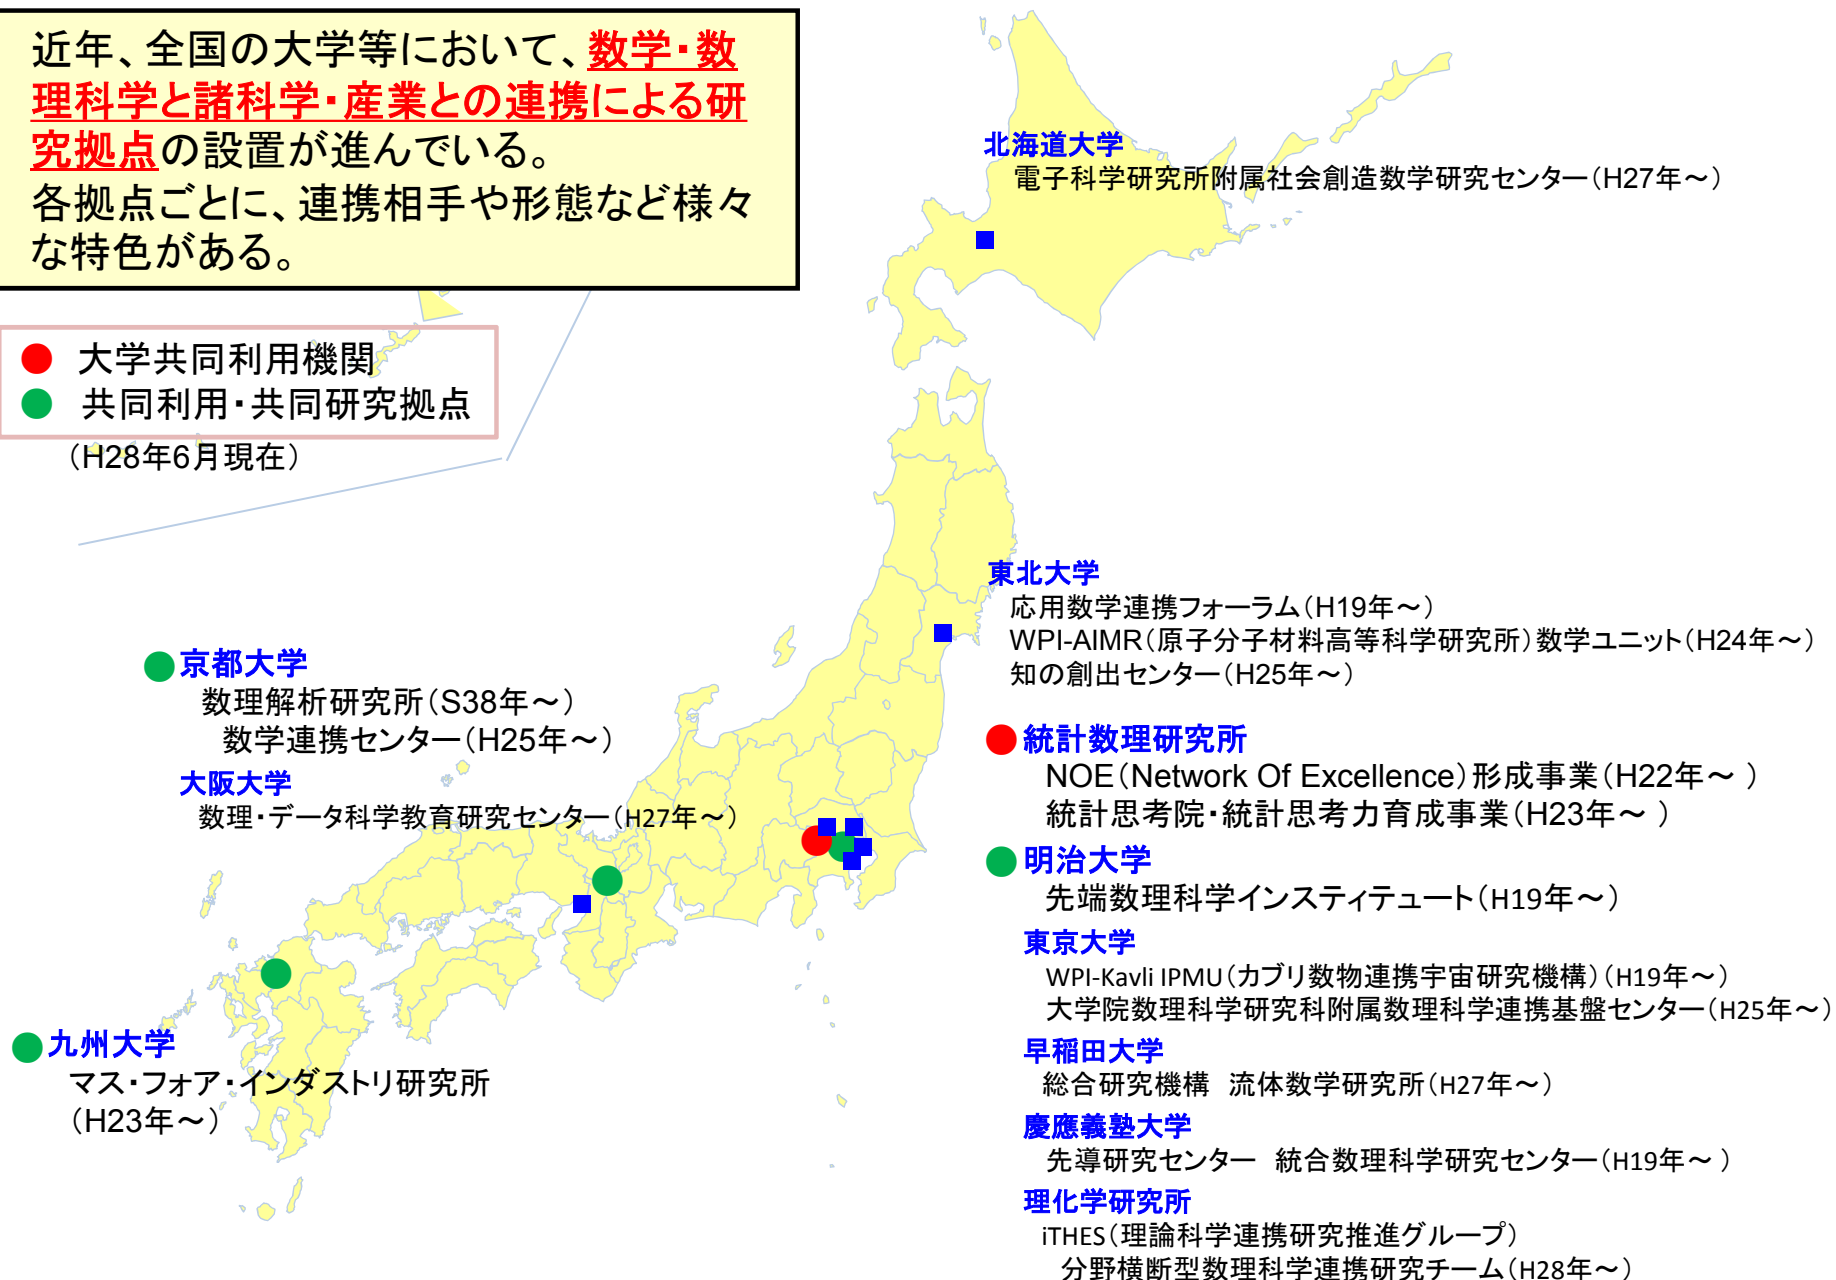 近年、全国の大学等において、数学・数
理科学と諸科学・産業との連携による研
究拠点の設置が進んでいる。
各拠点ごとに、連携相手や形態など様々
な特色がある。
大学共同利用機関
共同利用・共同研究拠点
（H28年6月現在）
北海道大学
電子科学研究所附属社会創造数学研究センター（H27年～）
東北大学
応用数学連携フォーラム（H19年～）
WPI-AIMR（原子分子材料高等科学研究所）数学ユニット（H24年～）
知の創出センター（H25年～）
京都大学
数理解析研究所（S38年～）
数学連携センター（H25年～）
大阪大学
数理・データ科学教育研究センター（H27年～）
九州大学
マス・フォア・インダストリ研究所
（H23年～）
統計数理研究所
NOE（Network Of Excellence）形成事業（H22年～ ）
統計思考院・統計思考力育成事業（H23年～ ）
明治大学
先端数理科学インスティテュート（H19年～）
東京大学
WPI-Kavli IPMU（カブリ数物連携宇宙研究機構）（H19年～）
大学院数理科学研究科附属数理科学連携基盤センター（H25年～）
早稲田大学
総合研究機構　流体数学研究所（H27年～）
慶應義塾大学
先導研究センター　統合数理科学研究センター（H19年～ ）
理化学研究所
iTHES（理論科学連携研究推進グループ）
分野横断型数理科学連携研究チーム（H28年～）